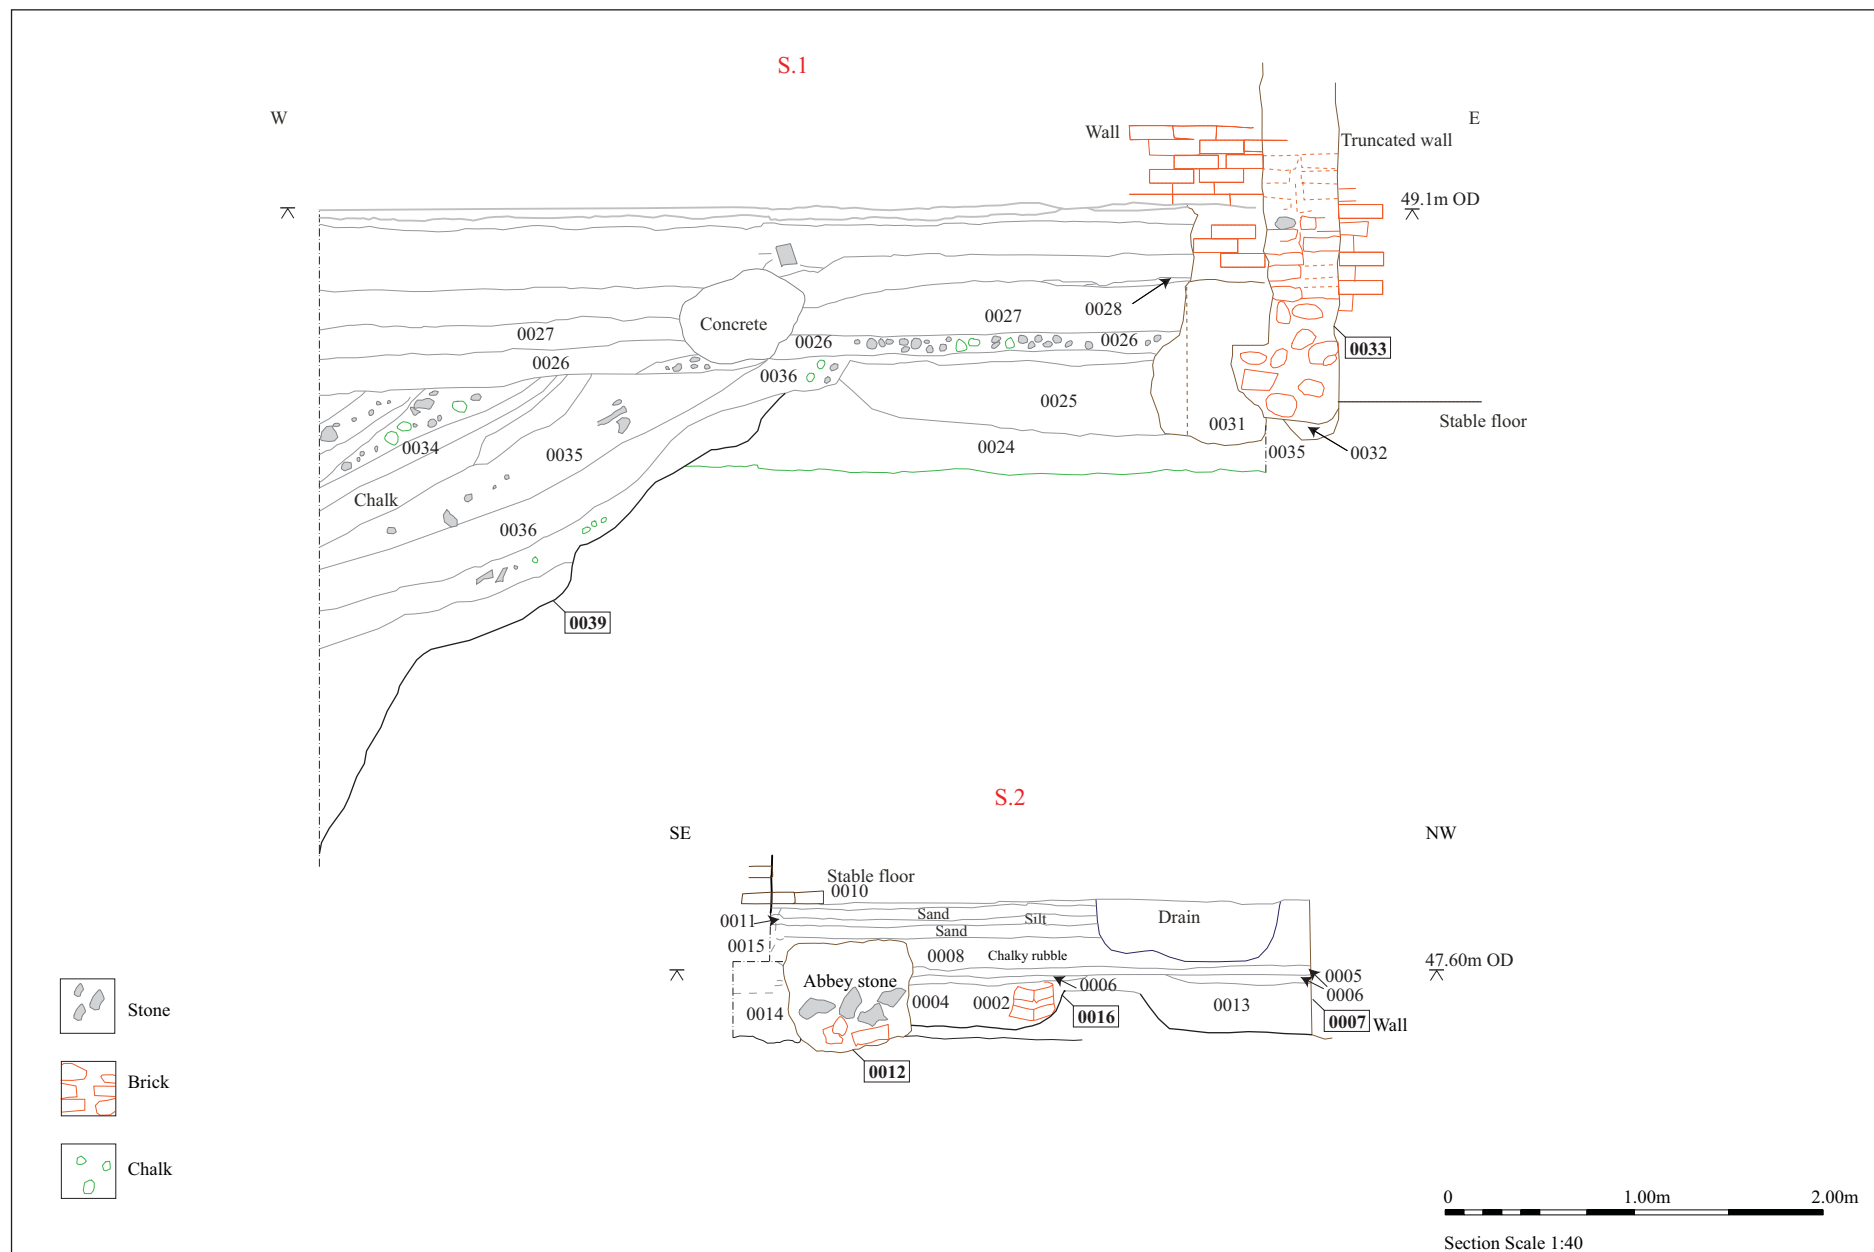 S.1
W
E
Wall
Truncated wall
49.1m OD
0028
0027
0027
Concrete
0026
0026
0026
0033
0036
0025
Stable floor
0031
0034
0035
0024
0035
0032
Chalk
0036
0039
S.2
SE
NW
Stable floor
0010
0011
Sand
Silt
Drain
Sand
0015
0008
Chalky rubble
47.60m OD
Abbey stone
0005
0006
0006
0004
0002
0013
0014
0016
0007
Wall
0012
Stone
Brick
Chalk
0
1.00m
2.00m
Section Scale 1:40